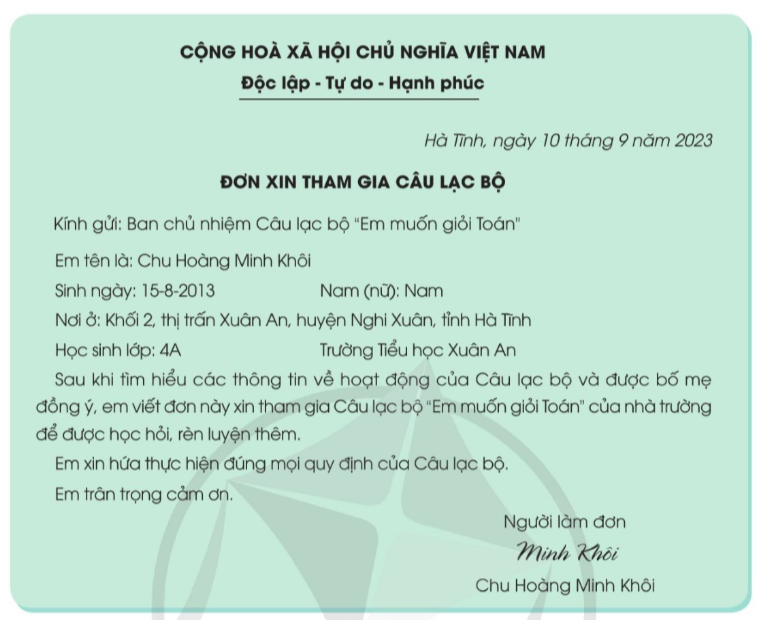 CỘNG HOÀ XÃ HỘI CHỦ NGHĨA VIỆT NAM
Độc lập - Tự do - Hạnh phúc
Hà Tĩnh, ngày 10 tháng 9 năm 2023
ĐƠN XIN THAM GIA CÂU LẠC BỘ
Kính gửi: Ban chủ nhiệm Câu lạc bộ "Em muốn giỏi Toán"
Em tên là: Chu Hoàng Minh Khôi
Sinh ngày: 15-8-2013 Nam (nữ): Nam
Nơi ở: Khối 2, thị trấn Xuân An, huyện Nghi Xuân, tỉnh Hà Tĩnh
Học sinh lớp: 4A Trường Tiểu học Xuân An
Sau khi tìm hiểu các thông tin về hoạt động của Câu lạc bộ và được bố mẹ
đồng ý, em viết đơn này xin tham gia Câu lạc bộ "Em muốn giỏi Toán" của nhà trường
để được học hỏi, rèn luyện thêm.
Em xin hứa thực hiện đúng mọi quy định của Câu lạc bộ.
Em trân trọng cảm ơn.
Người làm đơn
Minh Khôi
Chu Hoàng Minh Khôi